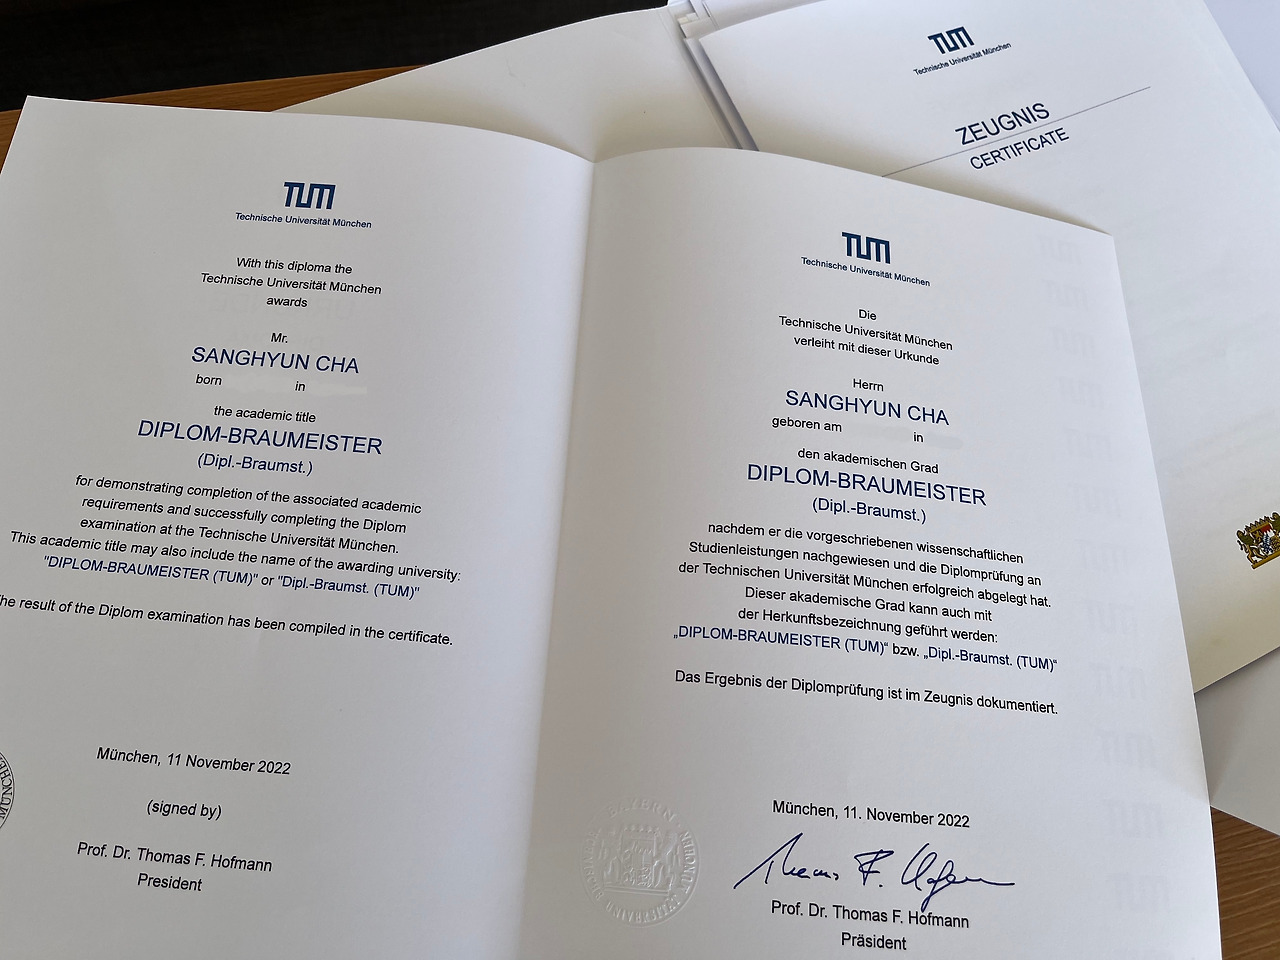 TUM
Technische Universität München
With this diploma the
Technische Universität München
awards
Mr.
SANGHYUN CHA
born in
the academic title
DIPLOM-BRAUMEISTER
(Dipl.-Braumst.)
for demonstrating completion of the associated academic
requirements and successfully completing the Diplom
examination at the Technische Universität München.
This academic title may also include the name of the awarding university:
"DIPLOM-BRAUMEISTER (TUM)" or "Dipl.-Braumst. (TUM)"
he result of the Diplom examination has been compiled in the certificate.
München, 11 November 2022
(signed by)
Prof. Dr. Thomas F. Hofmann
President
TUM
Technische Universität München
Die
Technische Universität München
verleiht mit dieser Urkunde
Herrn
SANGHYUN CHA
geboren am in
den akademischen Grad
DIPLOM-BRAUMEISTER
(Dipl.-Braumst.)
nachdem er die vorgeschriebenen wissenschaftlichen
Studienleistungen nachgewiesen und die Diplomprüfung an
der Technischen Universität München erfolgreich abgelegt hat.
Dieser akademische Grad kann auch mit
der Herkunftsbezeichnung geführt werden:
„DIPLOM-BRAUMEISTER (TUM)“ bzw. „Dipl.-Braumst. (TUM)“
Das Ergebnis der Diplomprüfung ist im Zeugnis dokumentiert.
München, 11. November 2022
Thomas F. Hofmann
Prof. Dr. Thomas F. Hofmann
Präsident
TUM
Technische Universität München
ZEUGNIS
CERTIFICATE